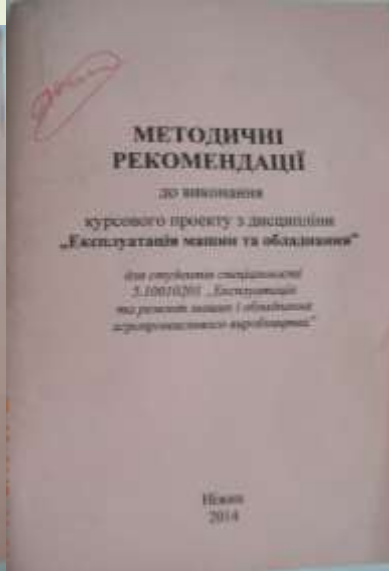 МЕТОДИЧНІ
РЕКОМЕНДАЦІЇ
до виконання
курсового проекту з дисципліни
„Експлуатація машин та обладнання"
для студентів спеціальності
5.10010201 „Експлуатація
та ремонт машин і обладнання
агропромислового виробництва"
Ніжин
2014